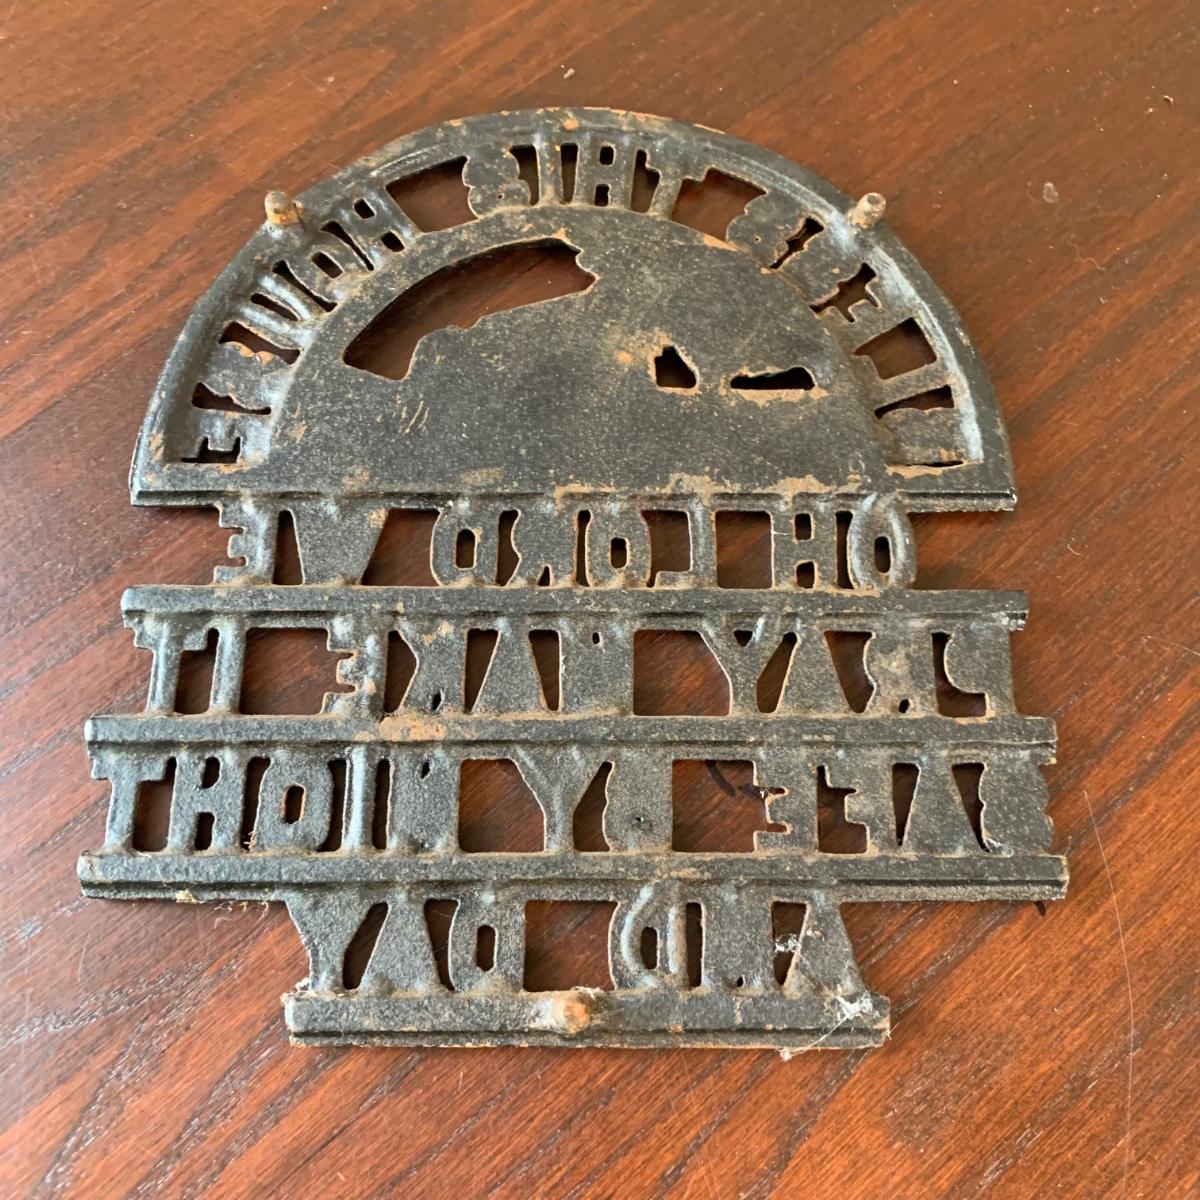 BLESS THIS HOUSE
OH LORD WE
PRAY MAKE IT
SAFE BY NIGHT
AND DAY